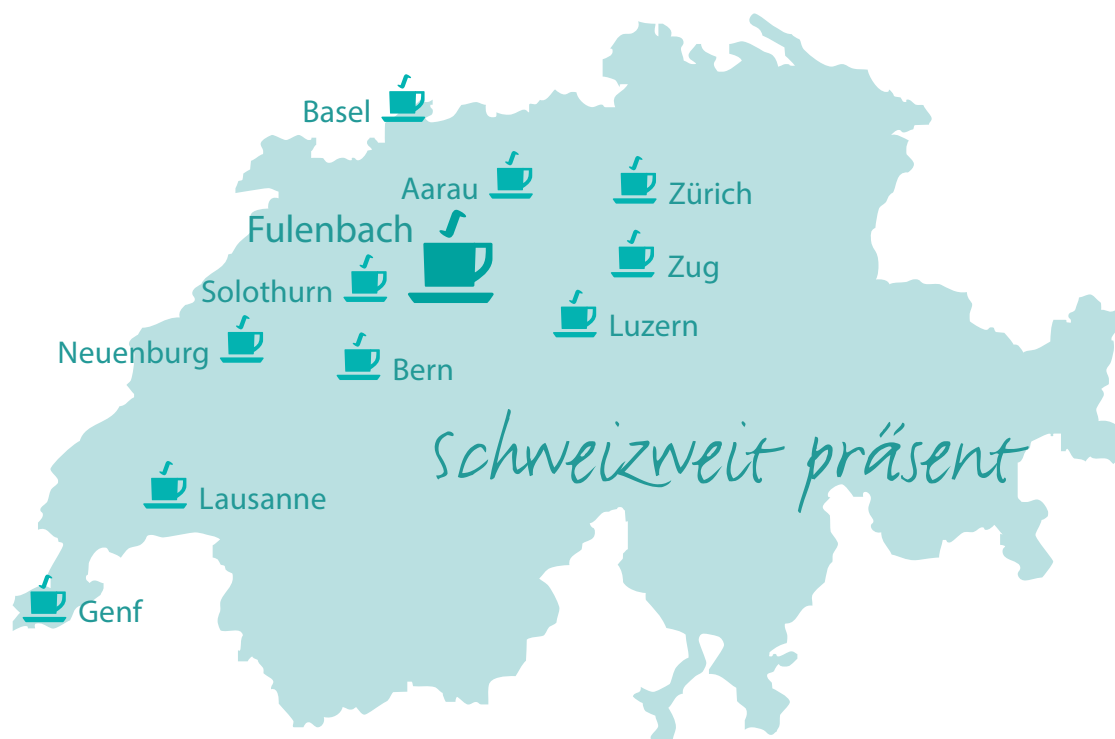 Basel
Aarau
Zürich
Fulenbach
Zug
Solothurn
Luzern
Neuenburg
Bern
Schweizweit präsent
Lausanne
Genf